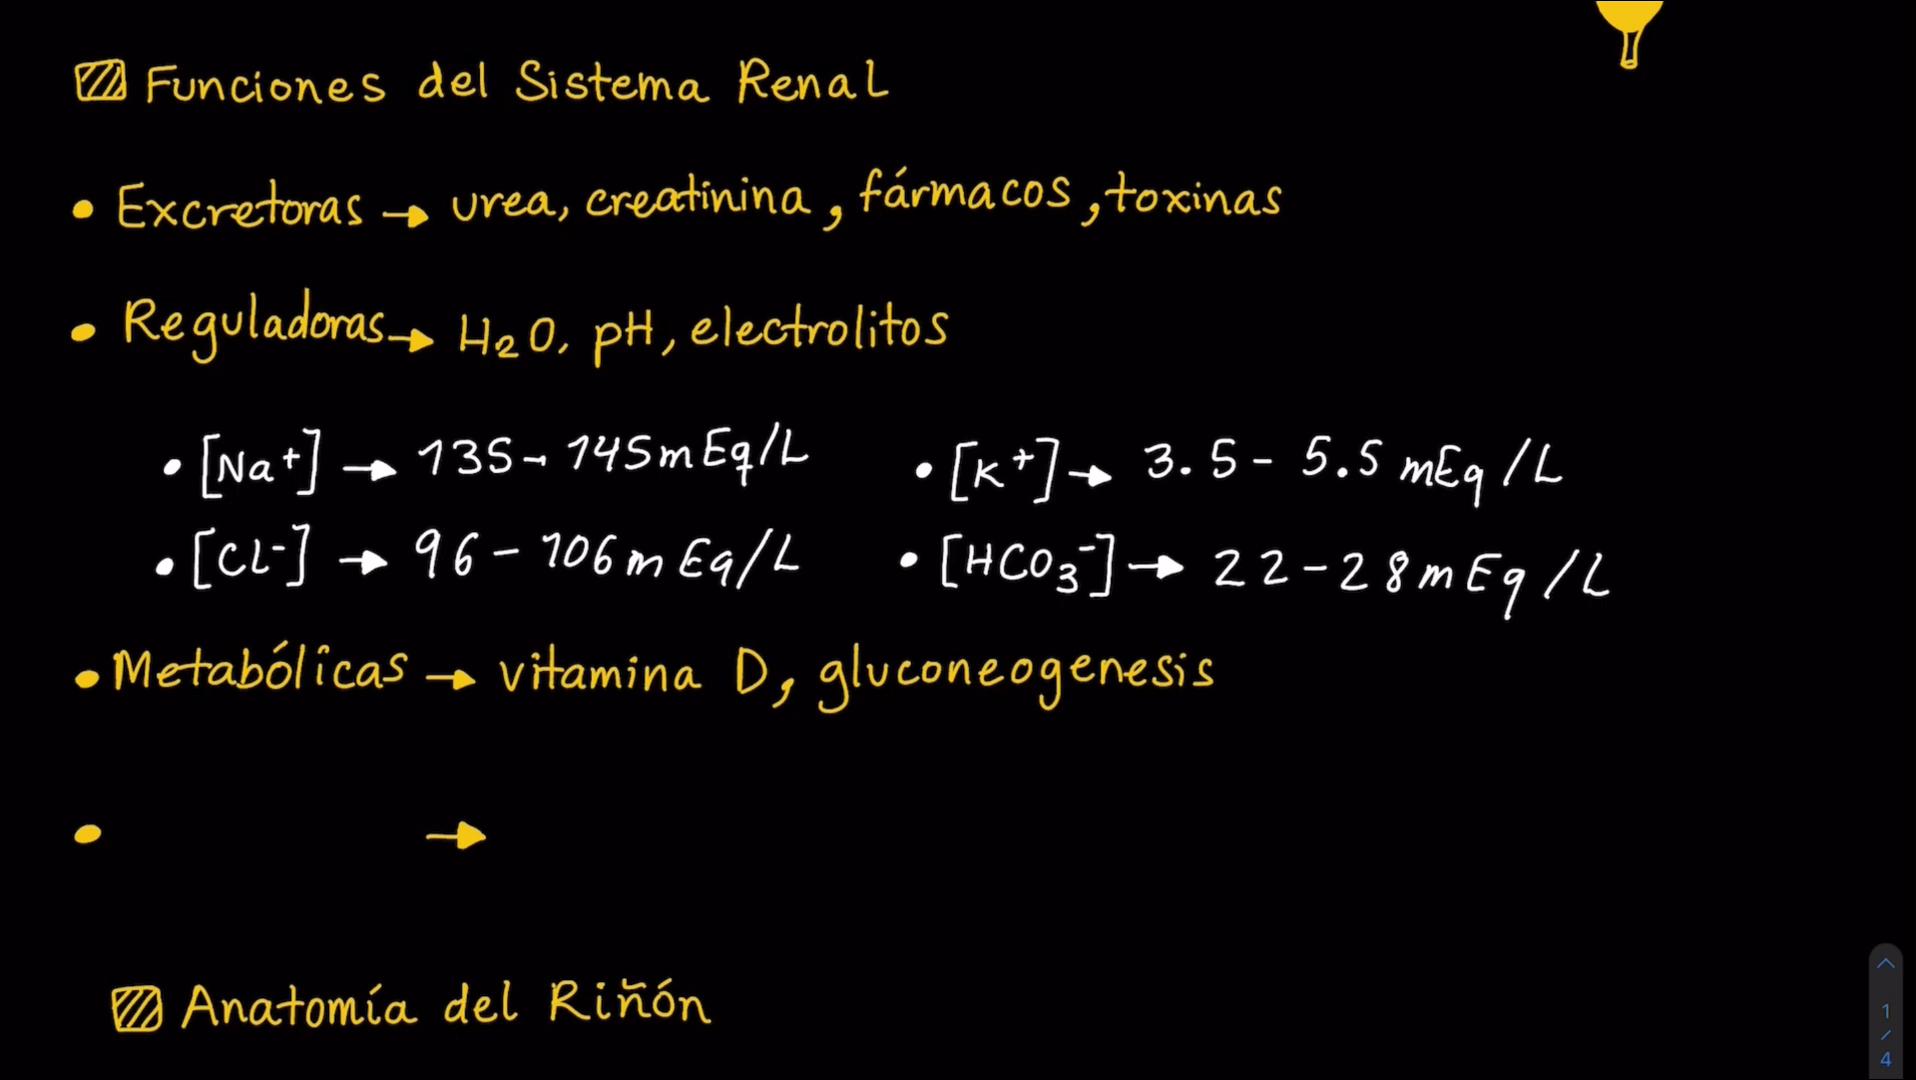 Funciones del Sistema Renal
• Excretoras → urea, creatinina, fármacos, toxinas
• Reguladoras → H₂O, pH, electrolitos
• [Na⁺] → 135 - 145 mEq/L • [K⁺] → 3.5 - 5.5 mEq/L
• [Cl⁻] → 96 - 106 mEq/L • [HCO₃⁻] → 22 - 28 mEq/L
• Metabólicas → vitamina D, gluconeogenesis
• →
Anatomía del Riñón
1
/
4